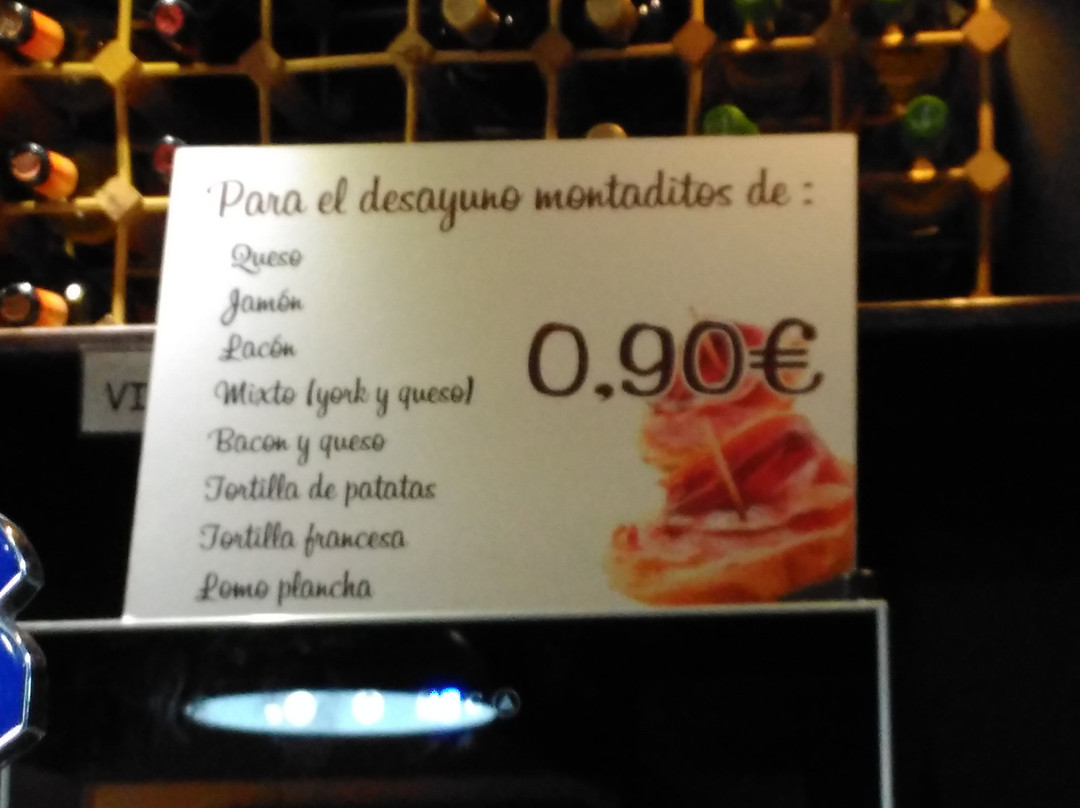 Para el desayuno montaditos de :
Queso
Jamón
Lacón
Mixto (york y queso)
Bacon y queso
Tortilla de patatas
Tortilla francesa
Lomo plancha
0,90€
VI